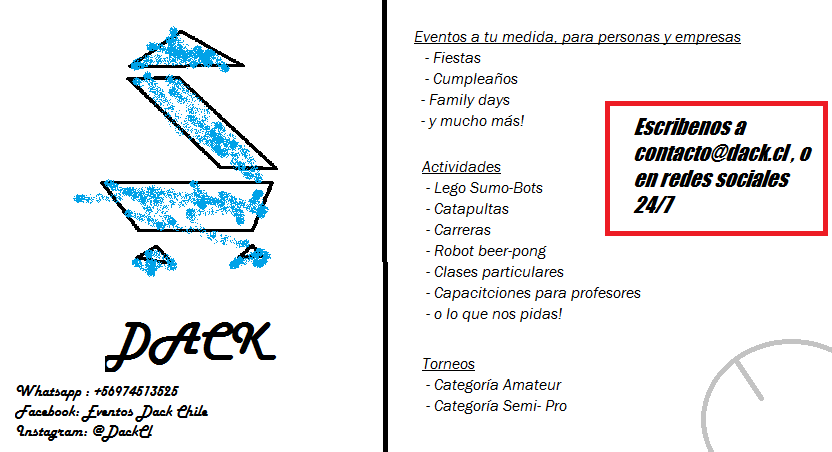 DACK
Whatsapp : +56974513525
Facebook: Eventos Dack Chile
Instagram: @DackCl
Eventos a tu medida, para personas y empresas
- Fiestas
- Cumpleaños
- Family days
- y mucho más!
Escribenos a
contacto@dack.cl , o
en redes sociales
24/7
Actividades
- Lego Sumo-Bots
- Catapultas
- Carreras
- Robot beer-pong
- Clases particulares
- Capacitciones para profesores
- o lo que nos pidas!
Torneos
- Categoría Amateur
- Categoría Semi- Pro